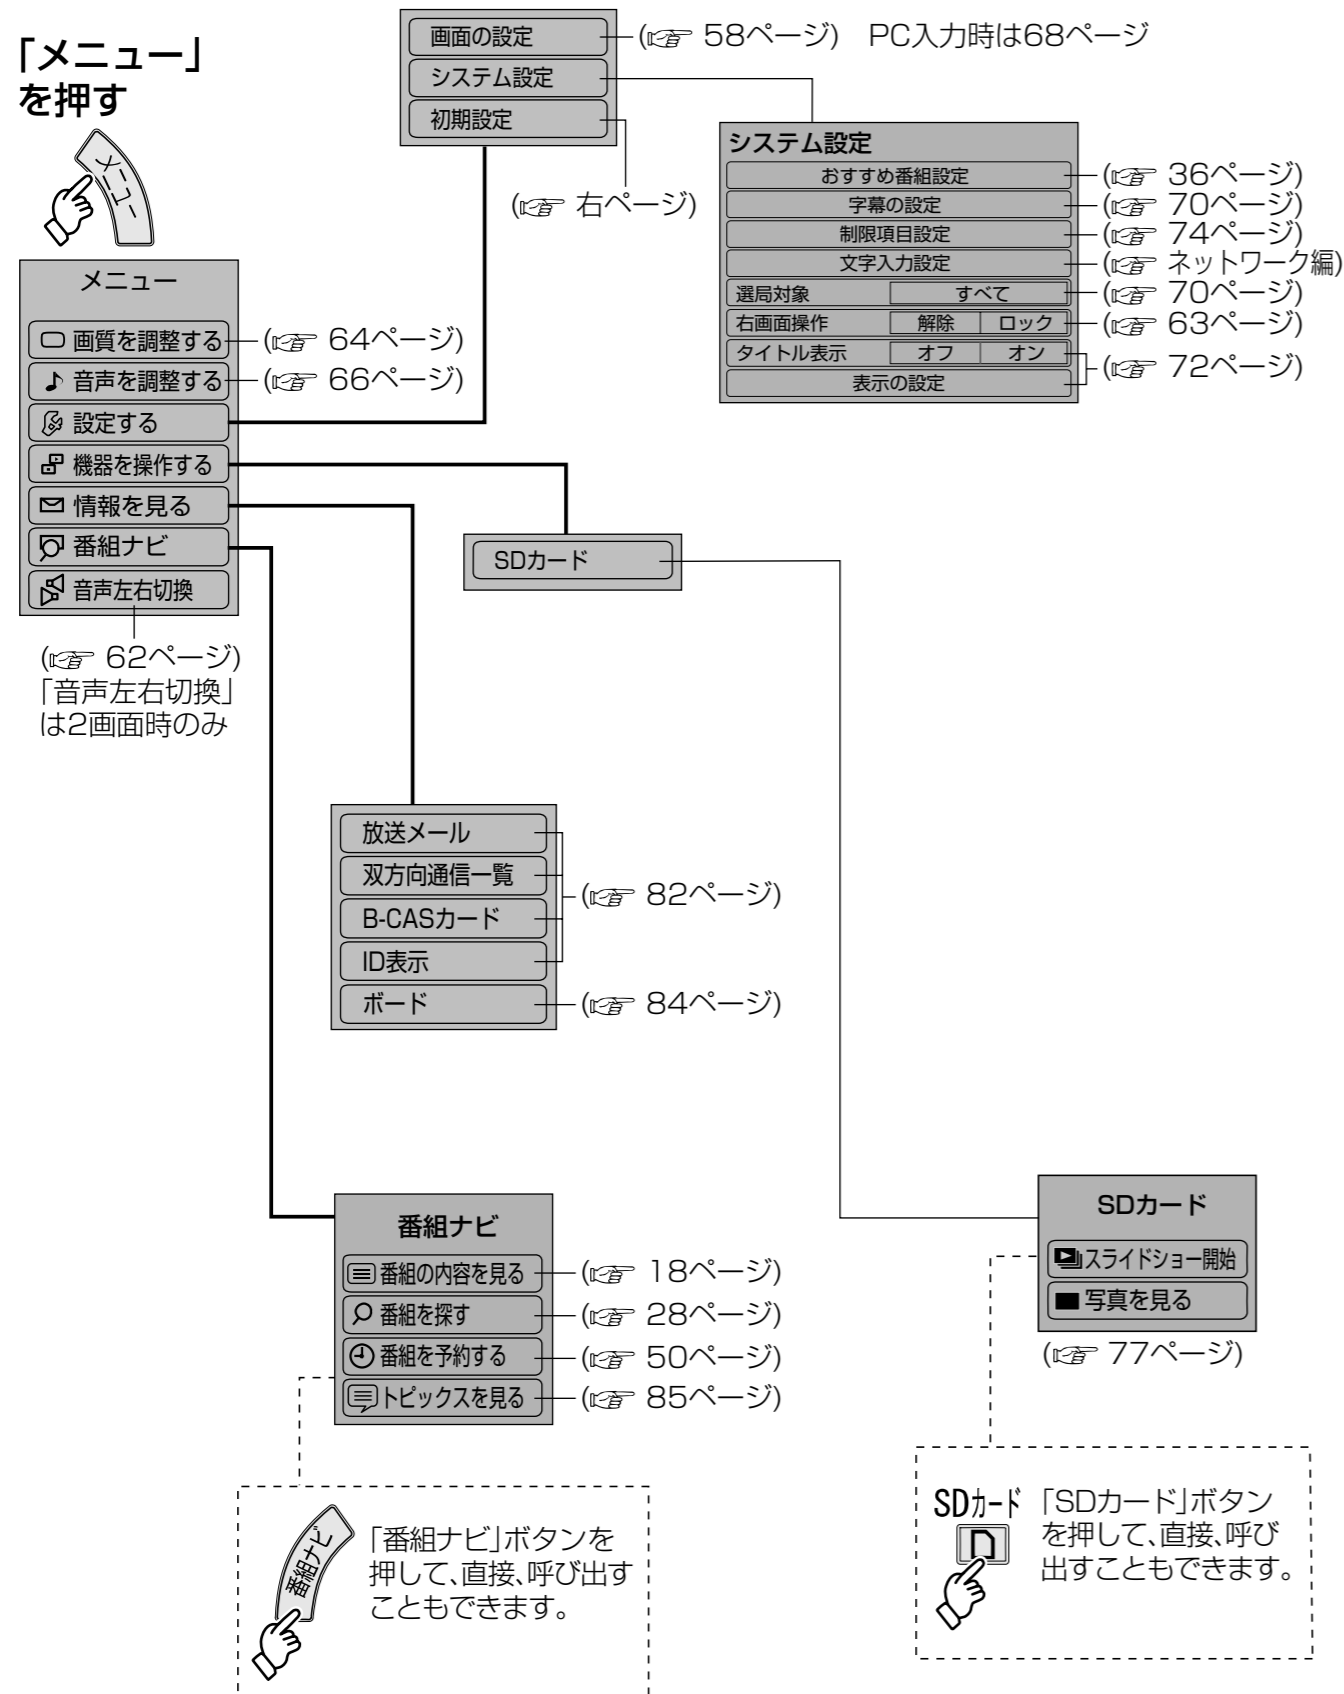 「メニュー」
を押す
メニュー
メニュー
画質を調整する
(☞ 64ページ)
音声を調整する
(☞ 66ページ)
設定する
機器を操作する
情報を見る
番組ナビ
音声左右切換
(☞ 62ページ)
「音声左右切換」
は2画面時のみ
画面の設定
(☞ 58ページ) PC入力時は68ページ
システム設定
初期設定
(☞ 右ページ)
システム設定
おすすめ番組設定
(☞ 36ページ)
字幕の設定
(☞ 70ページ)
制限項目設定
(☞ 74ページ)
文字入力設定
(☞ ネットワーク編)
選局対象 すべて
(☞ 70ページ)
右画面操作 解除 ロック
(☞ 63ページ)
タイトル表示 オフ オン
表示の設定
(☞ 72ページ)
SDカード
放送メール
双方向通信一覧
B-CASカード
ID表示
(☞ 82ページ)
ボード
(☞ 84ページ)
番組ナビ
番組の内容を見る
(☞ 18ページ)
番組を探す
(☞ 28ページ)
番組を予約する
(☞ 50ページ)
トピックスを見る
(☞ 85ページ)
番組ナビ
「番組ナビ」ボタンを
押して、直接、呼び出す
こともできます。
SDカード
スライドショー開始
写真を見る
(☞ 77ページ)
SDカード
「SDカード」ボタン
を押して、直接、呼び
出すこともできます。